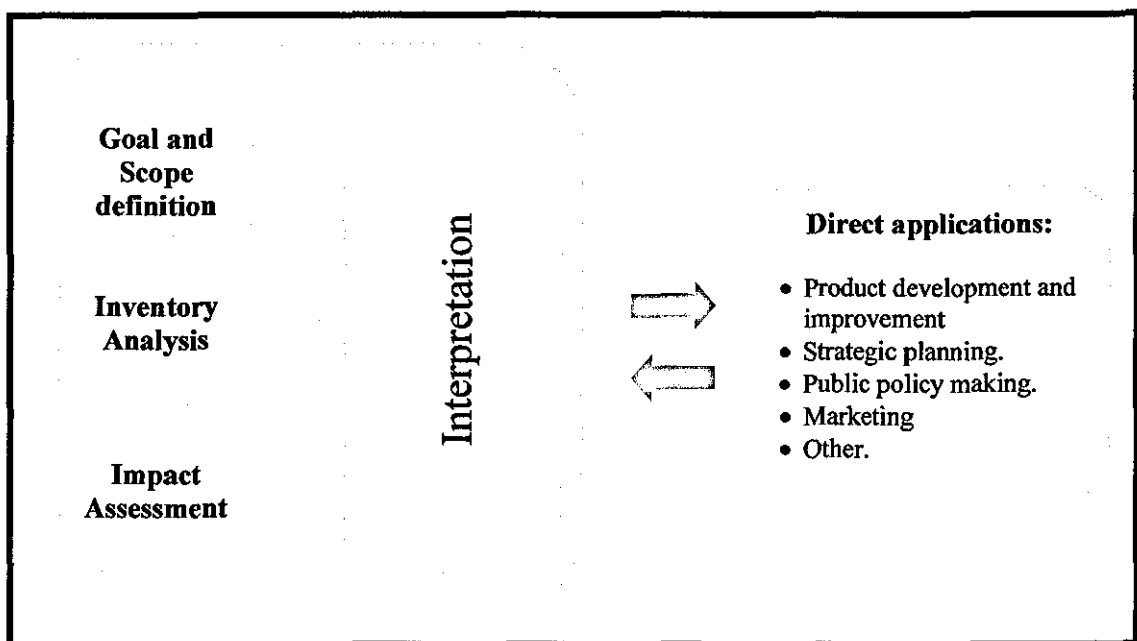 Goal and
Scope
definition
Inventory
Analysis
Impact
Assessment
Interpretation
Direct applications:
• Product development and
improvement
• Strategic planning.
• Public policy making.
• Marketing
• Other.